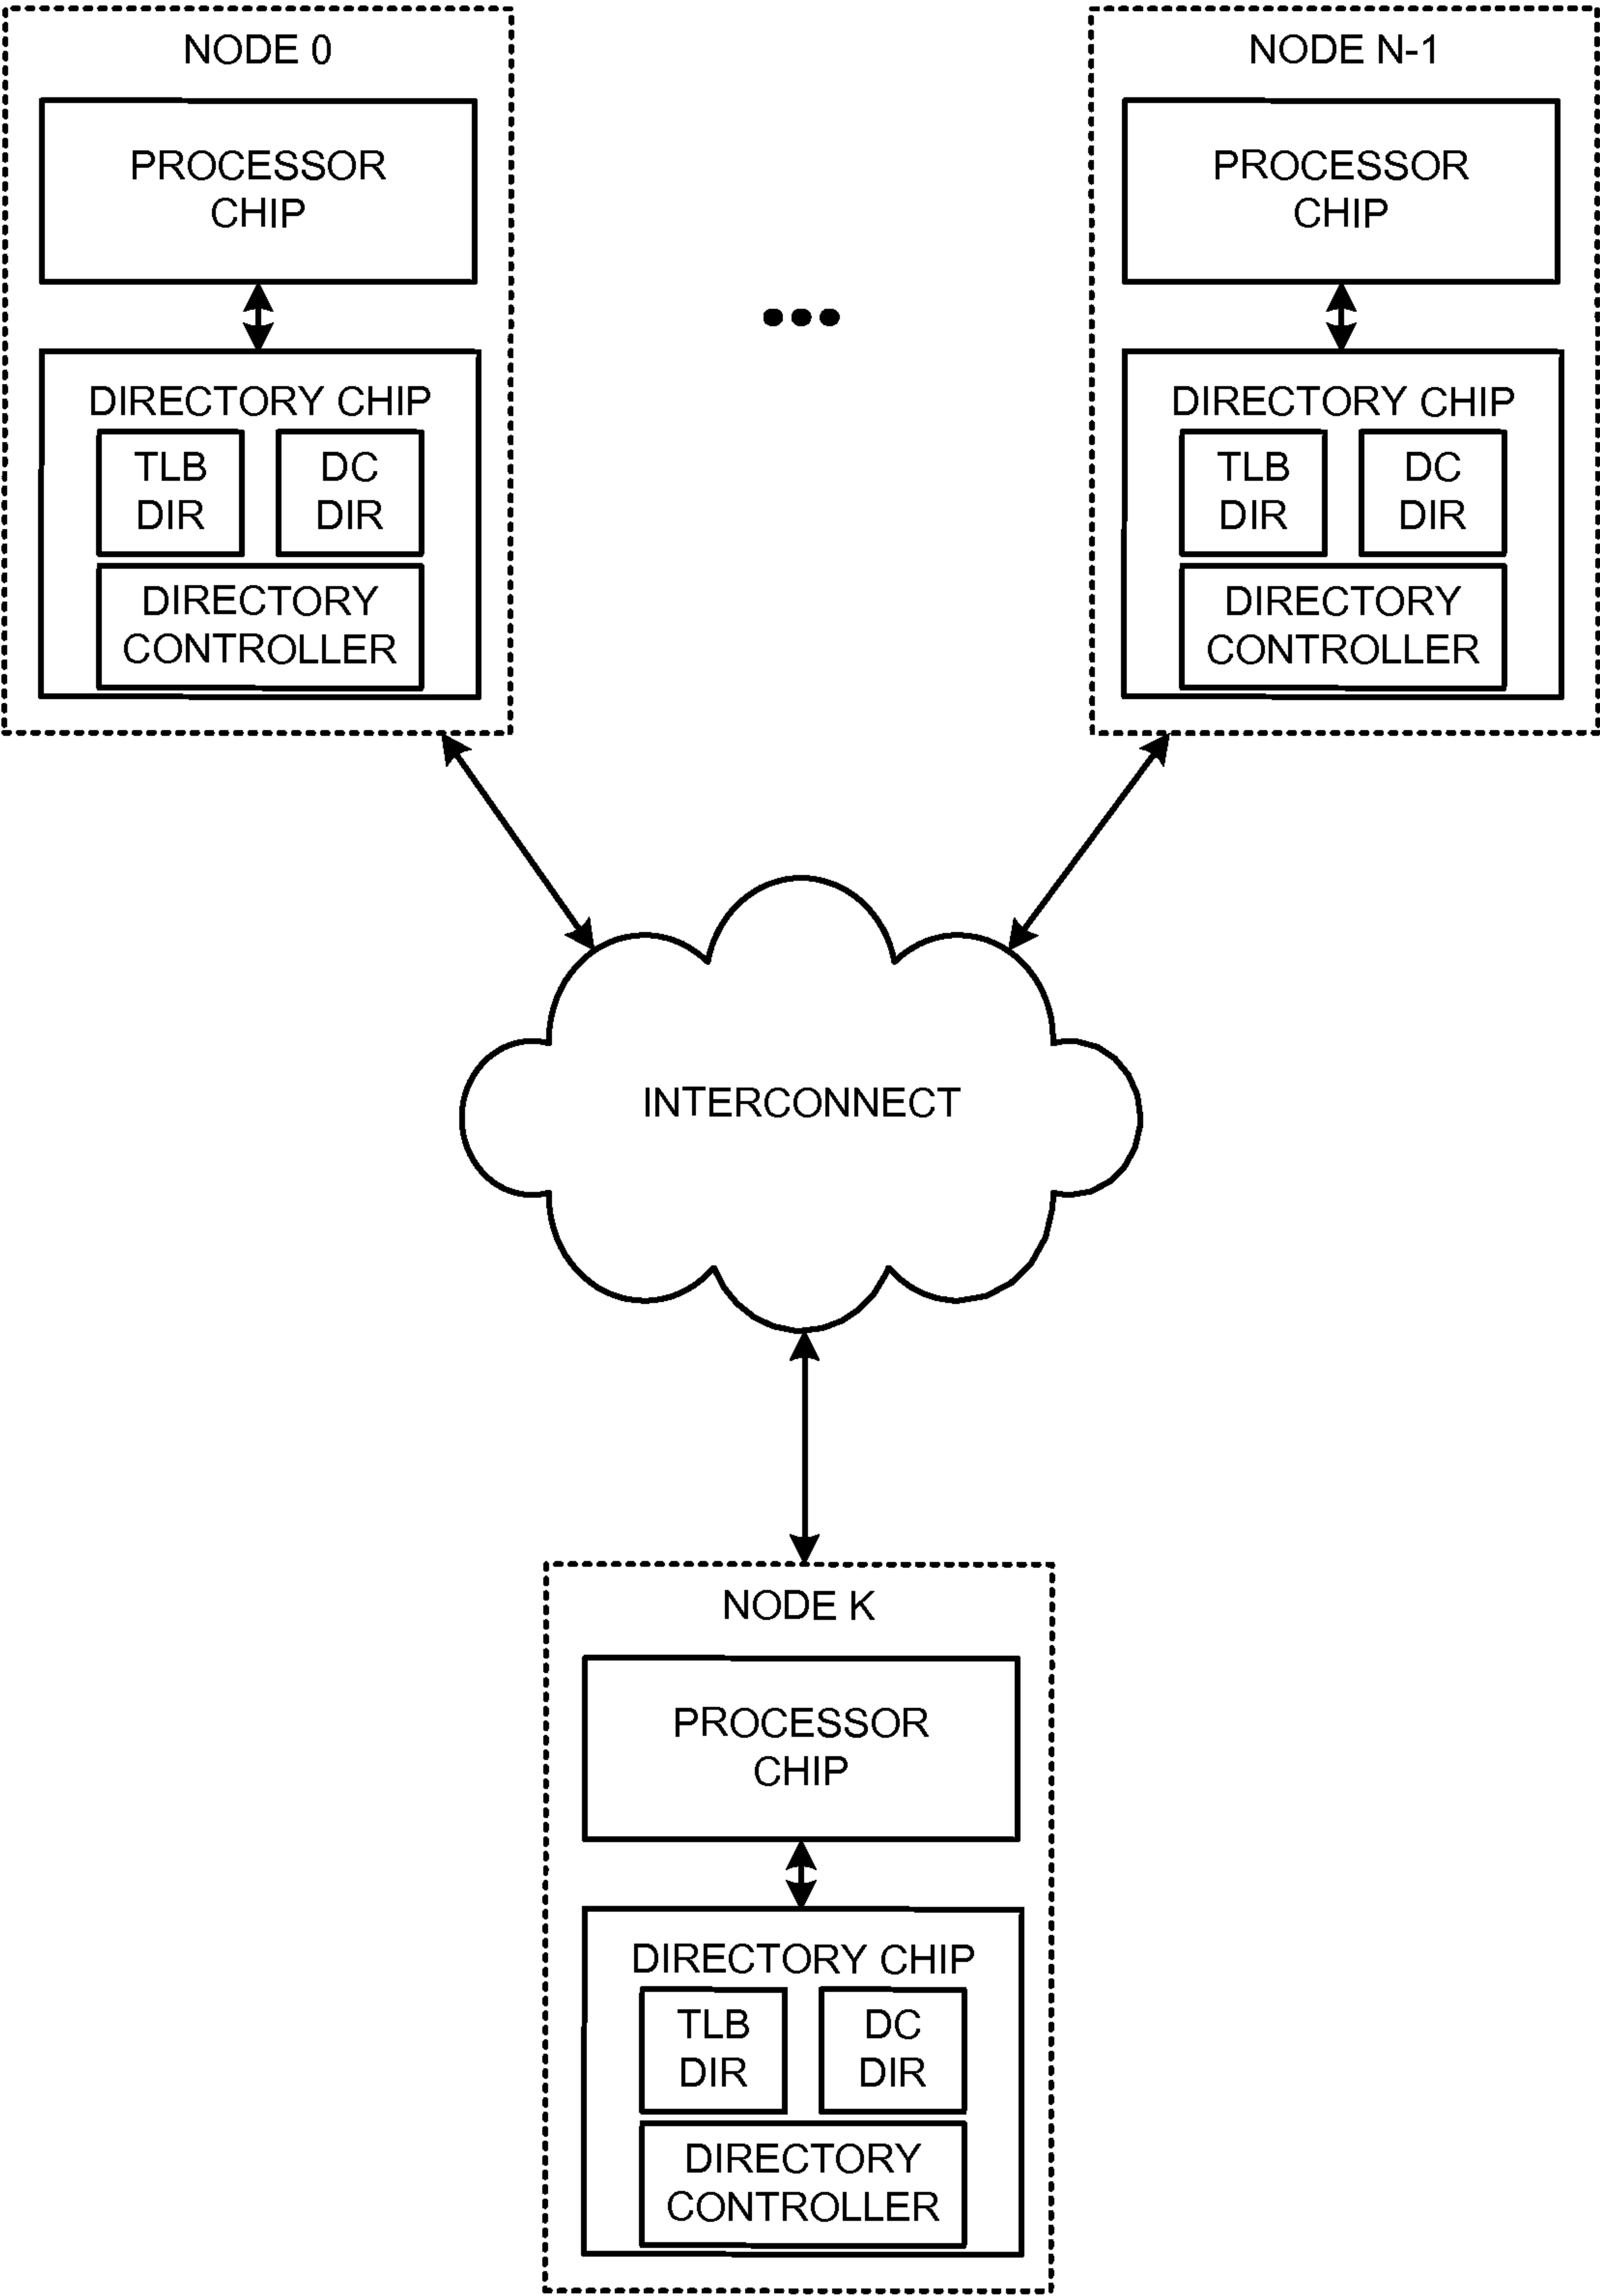 NODE 0
PROCESSOR
CHIP
DIRECTORY CHIP
TLB
DIR
DC
DIR
DIRECTORY
CONTROLLER
NODE N-1
PROCESSOR
CHIP
DIRECTORY CHIP
TLB
DIR
DC
DIR
DIRECTORY
CONTROLLER
INTERCONNECT
NODE K
PROCESSOR
CHIP
DIRECTORY CHIP
TLB
DIR
DC
DIR
DIRECTORY
CONTROLLER